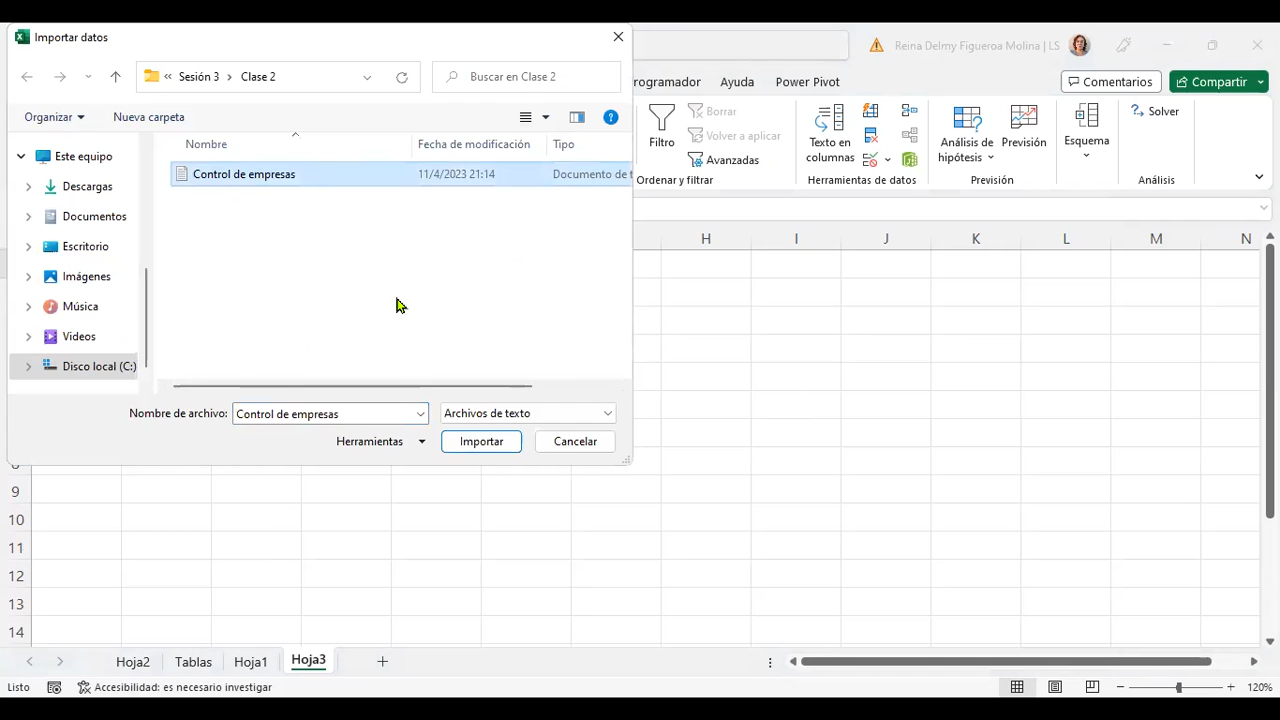 Importar datos
Reina Delmy Figueroa Molina | LS
« Sesión 3 > Clase 2
Buscar en Clase 2
rogramador Ayuda Power Pivot
Comentarios
Compartir
Organizar
Nueva carpeta
Nombre
Fecha de modificación
Tipo
Control de empresas
11/4/2023 21:14
Documento de t
Este equipo
Descargas
Documentos
Escritorio
Imágenes
Música
Videos
Disco local (C:)
Nombre de archivo:
Control de empresas
Archivos de texto
Herramientas
Importar
Cancelar
Filtro
Borrar
Volver a aplicar
Avanzadas
Ordenar y filtrar
Texto en
columnas
Herramientas de datos
Análisis de
hipótesis
Previsión
Previsión
Esquema
Solver
Análisis
H I J K L M N
9
10
11
12
13
14
Hoja2 Tablas Hoja1 Hoja3
Listo
Accesibilidad: es necesario investigar
120%